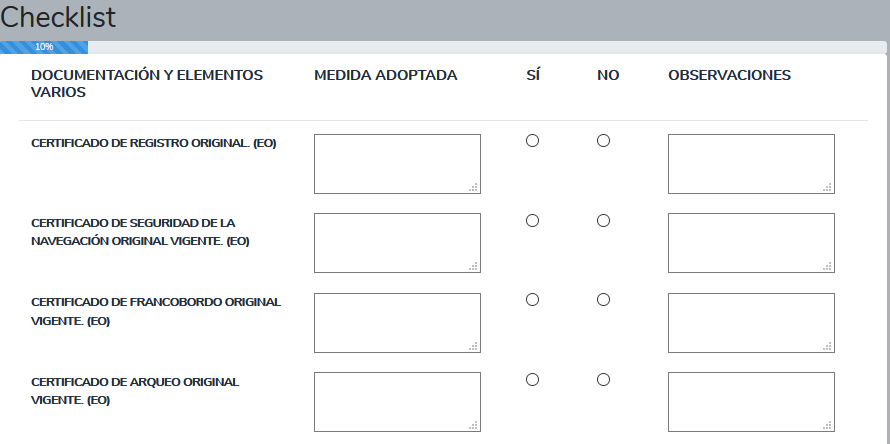 Checklist
10%
DOCUMENTACIÓN Y ELEMENTOS
VARIOS
MEDIDA ADOPTADA
SÍ
NO
OBSERVACIONES
CERTIFICADO DE REGISTRO ORIGINAL. (EO)
CERTIFICADO DE SEGURIDAD DE LA
NAVEGACIÓN ORIGINAL VIGENTE. (EO)
CERTIFICADO DE FRANCOBORDO ORIGINAL
VIGENTE. (EO)
CERTIFICADO DE ARQUEO ORIGINAL
VIGENTE. (EO)